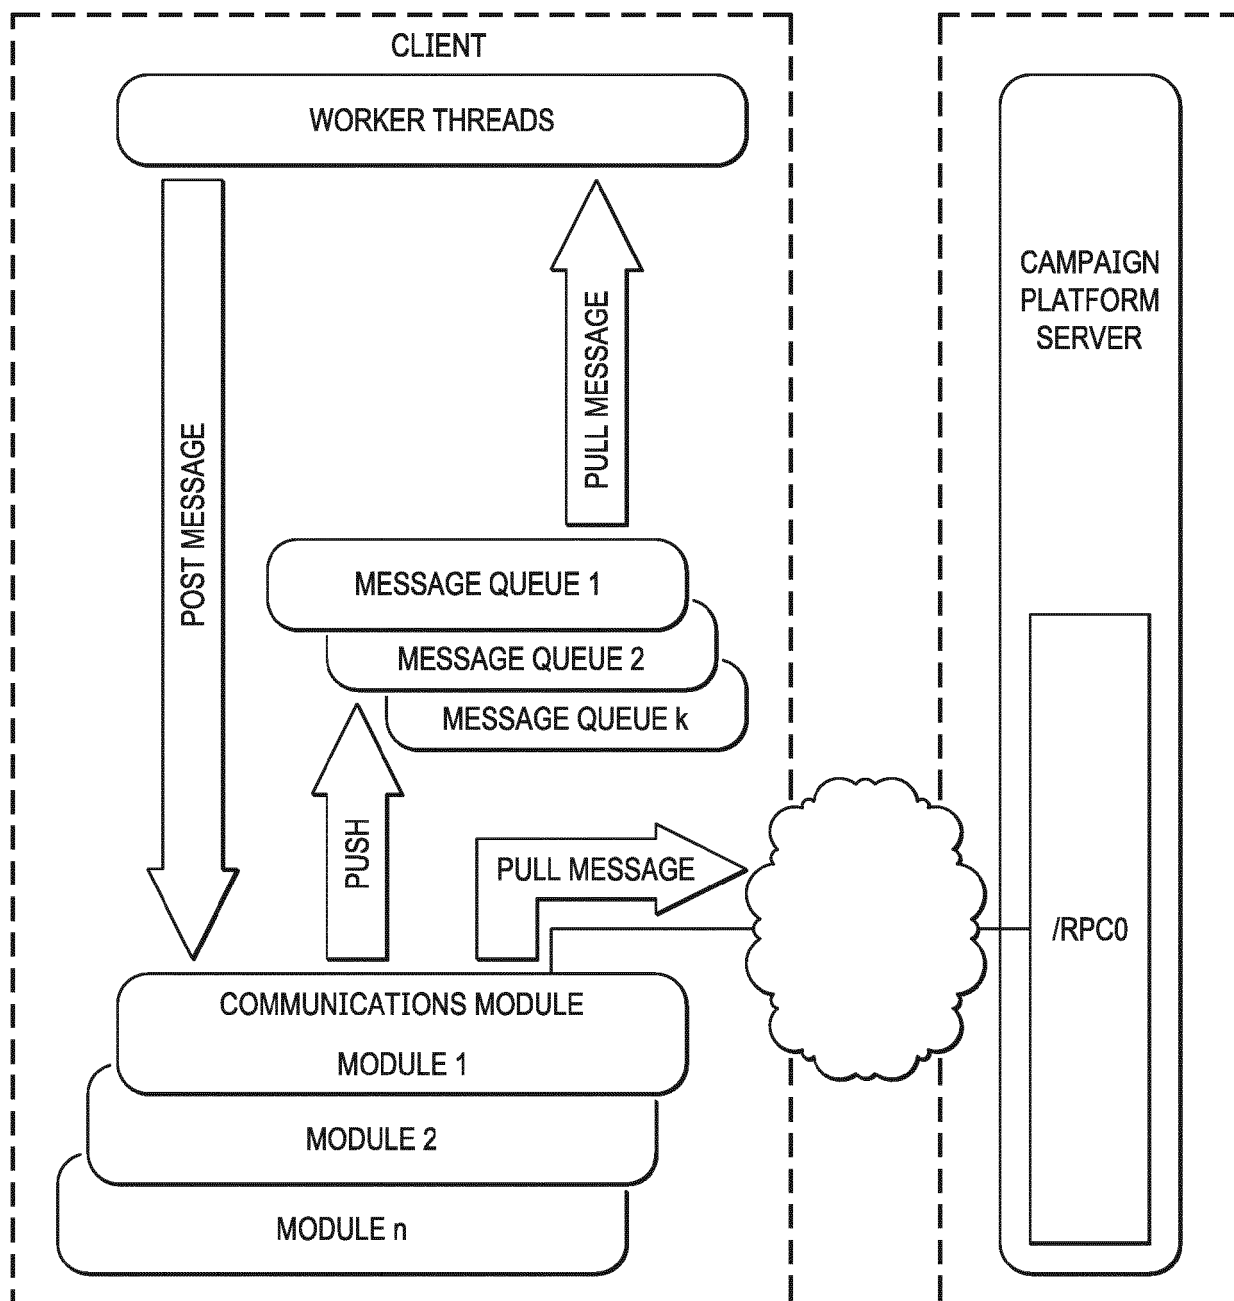 CLIENT
WORKER THREADS
CAMPAIGN
PLATFORM
SERVER
PULL MESSAGE
POST MESSAGE
MESSAGE QUEUE 1
MESSAGE QUEUE 2
MESSAGE QUEUE k
PUSH
PULL MESSAGE
/RPC0
COMMUNICATIONS MODULE
MODULE 1
MODULE 2
MODULE n